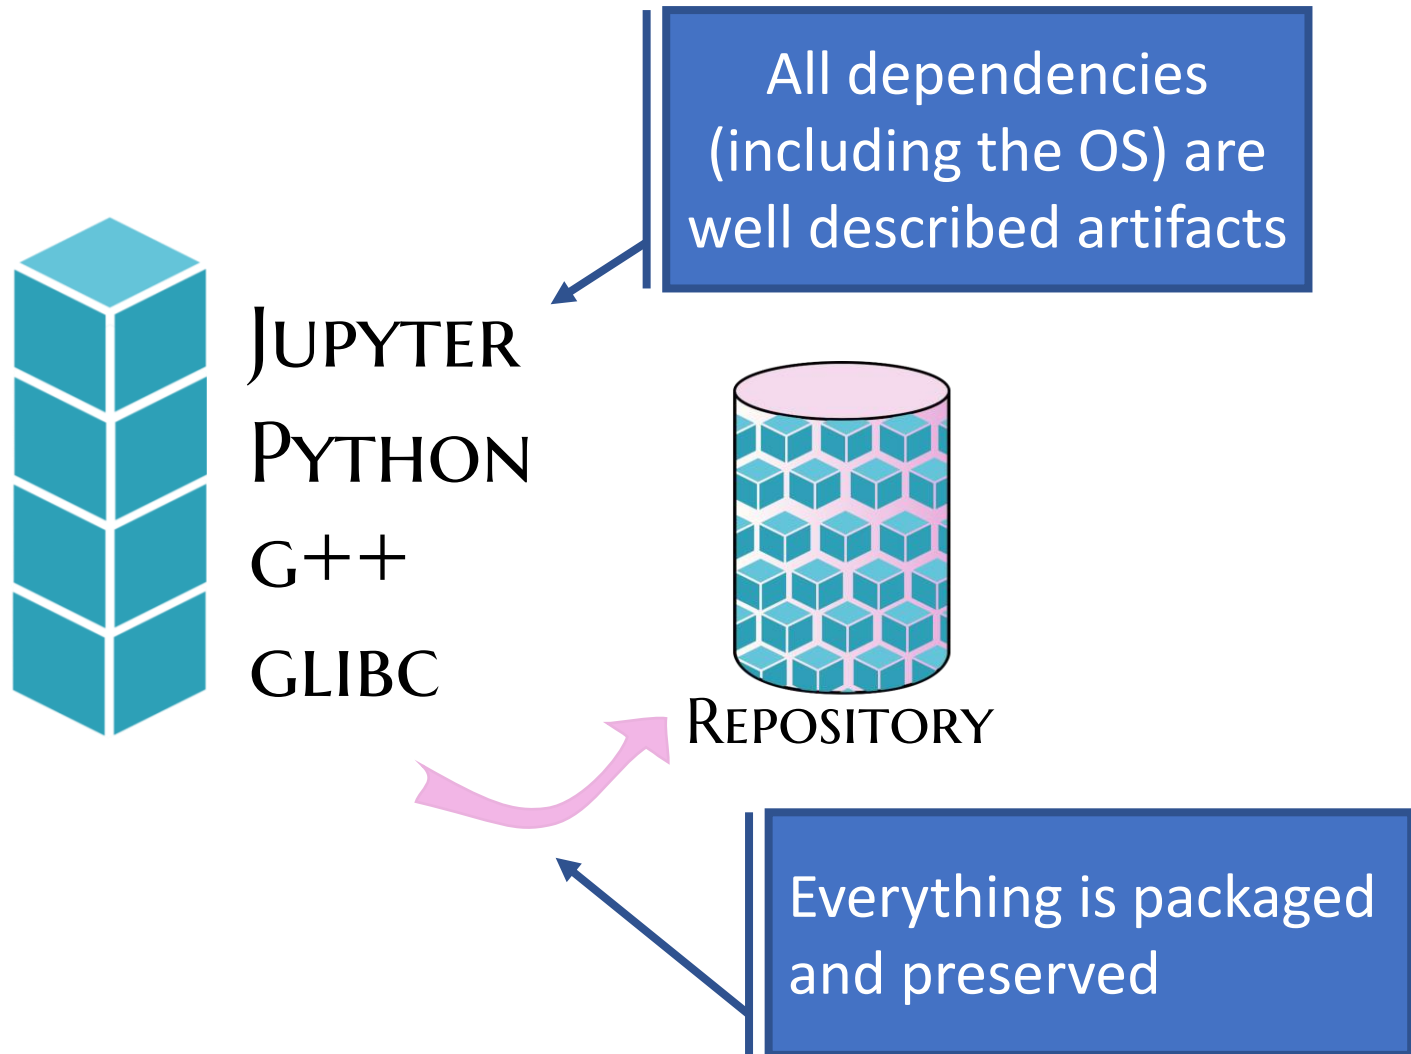 All dependencies
(including the OS) are
well described artifacts
Jupyter
Python
g++
glibc
Repository
Everything is packaged
and preserved